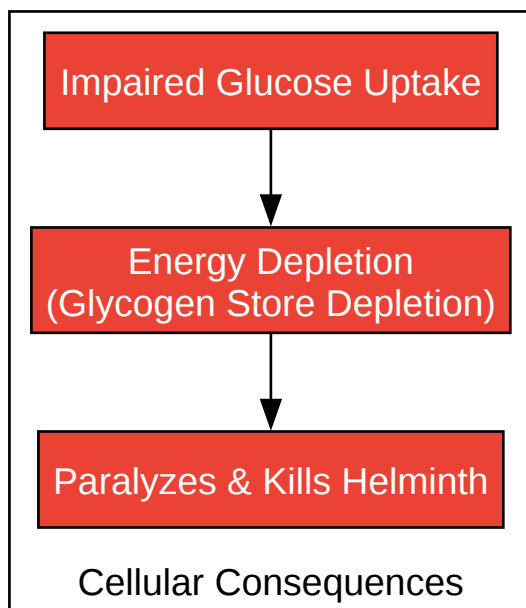 Impaired Glucose Uptake
Energy Depletion
(Glycogen Store Depletion)
Paralyzes & Kills Helminth
Cellular Consequences